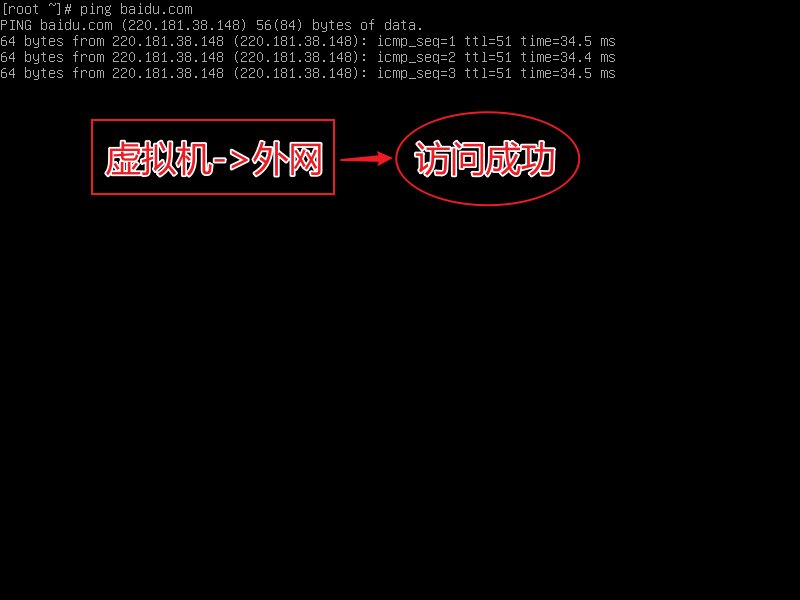 [root ~]# ping baidu.com
PING baidu.com (220.181.38.148) 56(84) bytes of data.
64 bytes from 220.181.38.148 (220.181.38.148): icmp_seq=1 ttl=51 time=34.5 ms
64 bytes from 220.181.38.148 (220.181.38.148): icmp_seq=2 ttl=51 time=34.4 ms
64 bytes from 220.181.38.148 (220.181.38.148): icmp_seq=3 ttl=51 time=34.5 ms
虚拟机->外网
访问成功